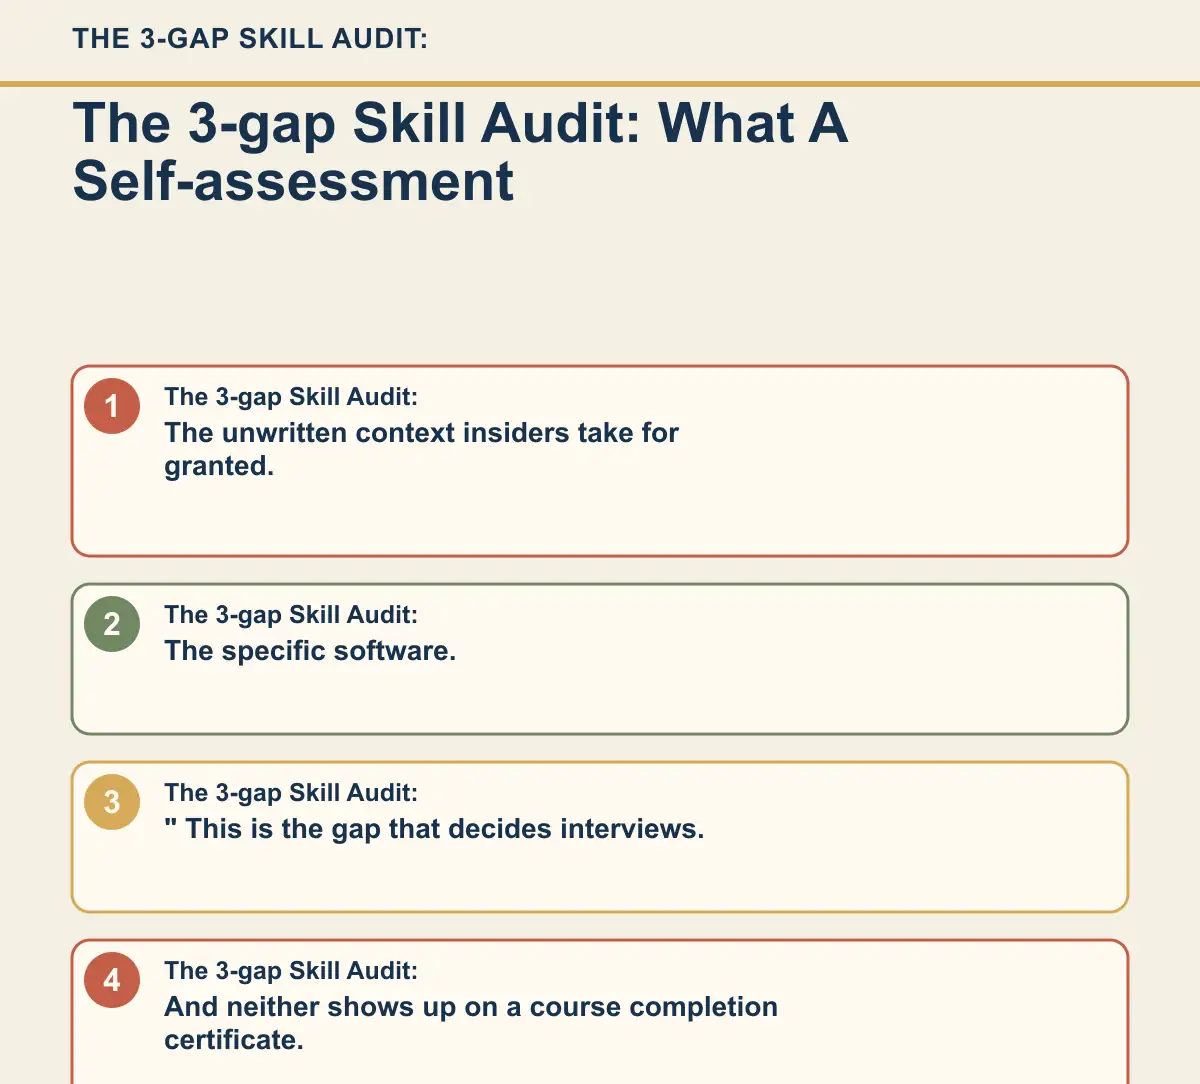 THE 3-GAP SKILL AUDIT:
The 3-gap Skill Audit: What A
Self-assessment
1
The 3-gap Skill Audit:
The unwritten context insiders take for
granted.
2
The 3-gap Skill Audit:
The specific software.
3
The 3-gap Skill Audit:
" This is the gap that decides interviews.
4
The 3-gap Skill Audit:
And neither shows up on a course completion
certificate.